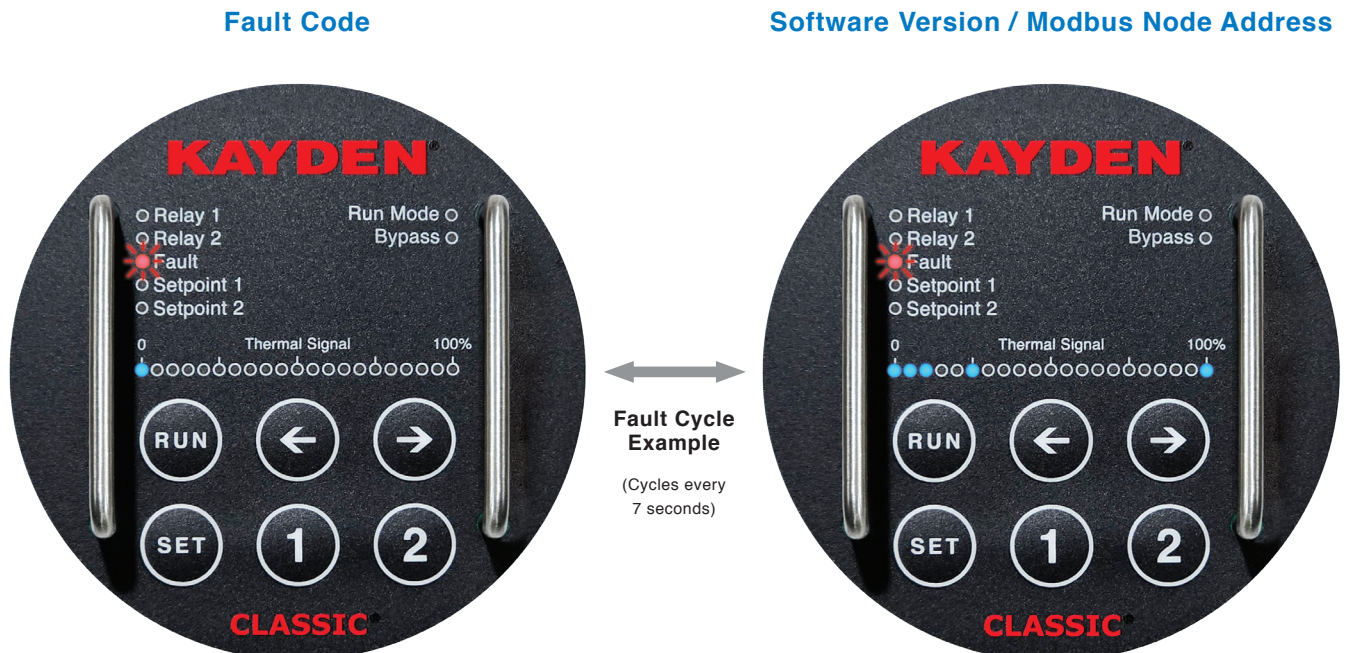 Fault Code
Software Version / Modbus Node Address
KAYDEN®
Relay 1
Run Mode
Relay 2
Bypass
Fault
Setpoint 1
Setpoint 2
0 Thermal Signal 100%
RUN ← →
SET 1 2
CLASSIC®
Fault Cycle
Example
(Cycles every
7 seconds)
KAYDEN®
Relay 1
Run Mode
Relay 2
Bypass
Fault
Setpoint 1
Setpoint 2
0 Thermal Signal 100%
RUN ← →
SET 1 2
CLASSIC®